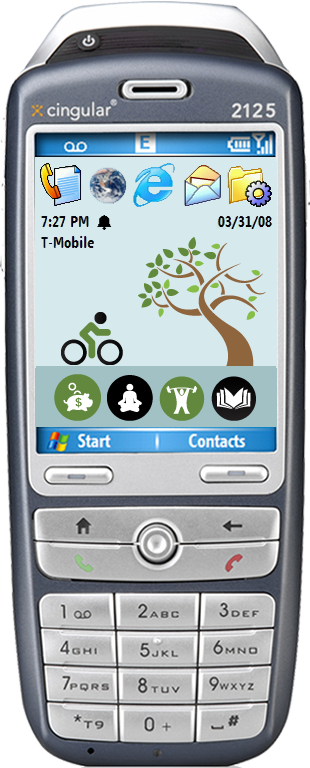 cingular®
2125
E
7:27 PM 03/31/08
T-Mobile
$
Start Contacts
1 2ABC 3DEF
4GHI 5JKL 6MNO
7PQRS 8TUV 9WXYZ
*T9 0 + #